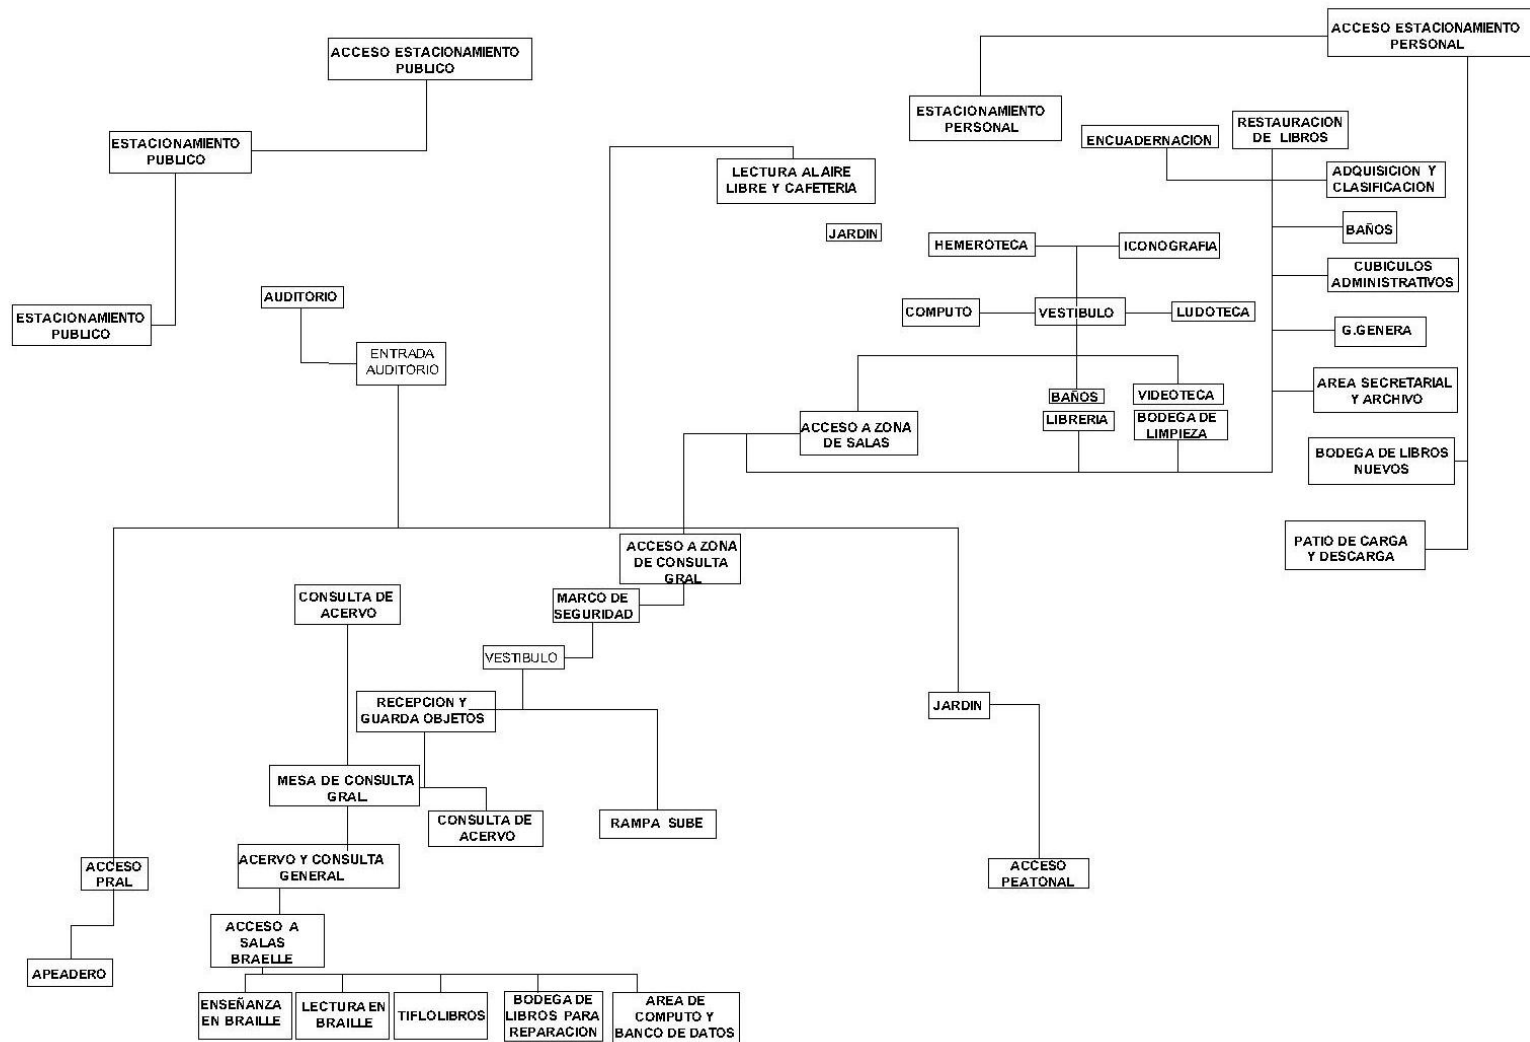 ACCESO ESTACIONAMIENTO
PERSONAL
ACCESO ESTACIONAMIENTO
PUBLICO
ESTACIONAMIENTO
PERSONAL
RESTAURACION
DE LIBROS
ENCUADERNACION
ESTACIONAMIENTO
PUBLICO
LECTURA AL AIRE
LIBRE Y CAFETERIA
ADQUISICION Y
CLASIFICACION
JARDIN
BAÑOS
HEMEROTECA
ICONOGRAFIA
CUBICULOS
ADMINISTRATIVOS
AUDITORIO
ESTACIONAMIENTO
PUBLICO
COMPUTO
VESTIBULO
LUDOTECA
G.GENERA
ENTRADA
AUDITORIO
AREA SECRETARIAL
Y ARCHIVO
BAÑOS
VIDEOTECA
LIBRERIA
BODEGA DE
LIMPIEZA
ACCESO A ZONA
DE SALAS
BODEGA DE LIBROS
NUEVOS
ACCESO A ZONA
DE CONSULTA
GRAL
PATIO DE CARGA
Y DESCARGA
CONSULTA DE
ACERVO
MARCO DE
SEGURIDAD
VESTIBULO
RECEPCION Y
GUARDA OBJETOS
JARDIN
MESA DE CONSULTA
GRAL.
CONSULTA DE
ACERVO
RAMPA SUBE
ACERVO Y CONSULTA
GENERAL
ACCESO
PRAL
ACCESO
PEATONAL
ACCESO A
SALAS
BRAELLE
APEADERO
ENSEÑANZA
EN BRAILLE
LECTURA EN
BRAILLE
TIFLOLIBROS
BODEGA DE
LIBROS PARA
REPARACION
AREA DE
COMPUTO Y
BANCO DE DATOS